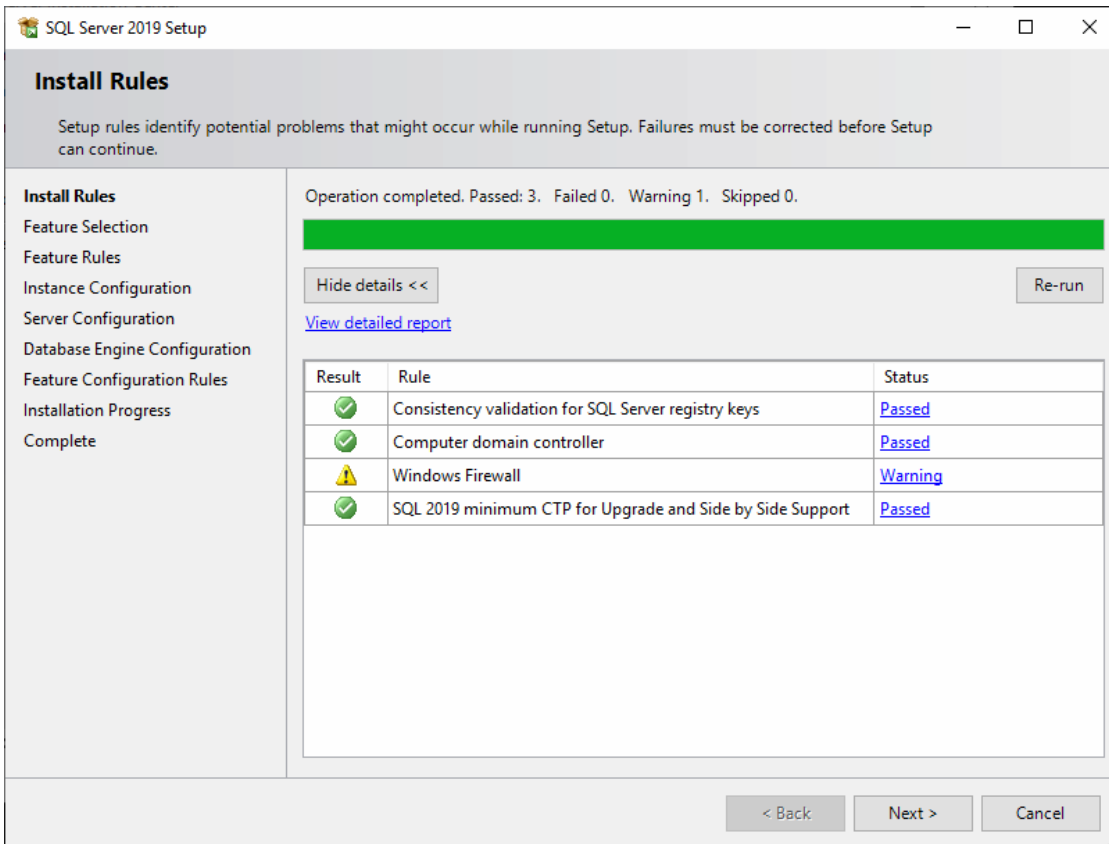 SQL Server 2019 Setup
Install Rules
Setup rules identify potential problems that might occur while running Setup. Failures must be corrected before Setup
can continue.
Install Rules
Feature Selection
Feature Rules
Instance Configuration
Server Configuration
Database Engine Configuration
Feature Configuration Rules
Installation Progress
Complete
Operation completed. Passed: 3. Failed 0. Warning 1. Skipped 0.
Hide details <<
Re-run
View detailed report
Result Rule Status
Consistency validation for SQL Server registry keys Passed
Computer domain controller Passed
Windows Firewall Warning
SQL 2019 minimum CTP for Upgrade and Side by Side Support Passed
< Back Next > Cancel